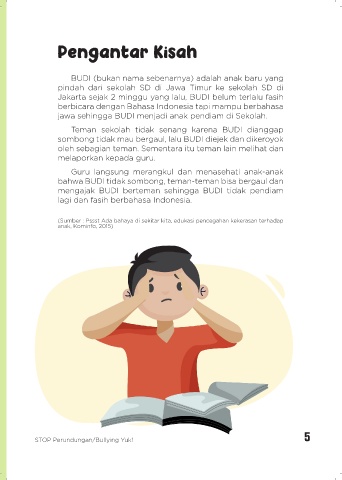 Pengantar Kisah
BUDI (bukan nama sebenarnya) adalah anak baru yang
pindah dari sekolah SD di Jawa Timur ke sekolah SD di
Jakarta sejak 2 minggu yang lalu. BUDI belum terlalu fasih
berbicara dengan Bahasa Indonesia tapi mampu berbahasa
jawa sehingga BUDI menjadi anak pendiam di Sekolah.
Teman sekolah tidak senang karena BUDI dianggap
sombong tidak mau bergaul, lalu BUDI diejek dan dikeroyok
oleh sebagian teman. Sementara itu teman lain melihat dan
melaporkan kepada guru.
Guru langsung merangkul dan menasehati anak-anak
bahwa BUDI tidak sombong, teman-teman bisa bergaul dan
mengajak BUDI berteman sehingga BUDI tidak pendiam
lagi dan fasih berbahasa Indonesia.
(Sumber : Pssst Ada bahaya di sekitar kita, edukasi pencegahan kekerasan terhadap
anak, Kominfo, 2015)
STOP Perundungan/Bullying Yuk!
5